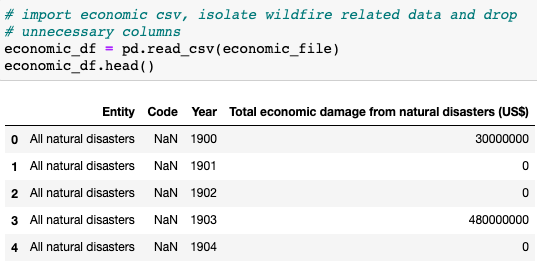 # import economic csv, isolate wildfire related data and drop
# unnecessary columns
economic_df = pd.read_csv(economic_file)
economic_df.head()
Entity Code Year Total economic damage from natural disasters (US$)
0 All natural disasters NaN 1900 30000000
1 All natural disasters NaN 1901 0
2 All natural disasters NaN 1902 0
3 All natural disasters NaN 1903 480000000
4 All natural disasters NaN 1904 0